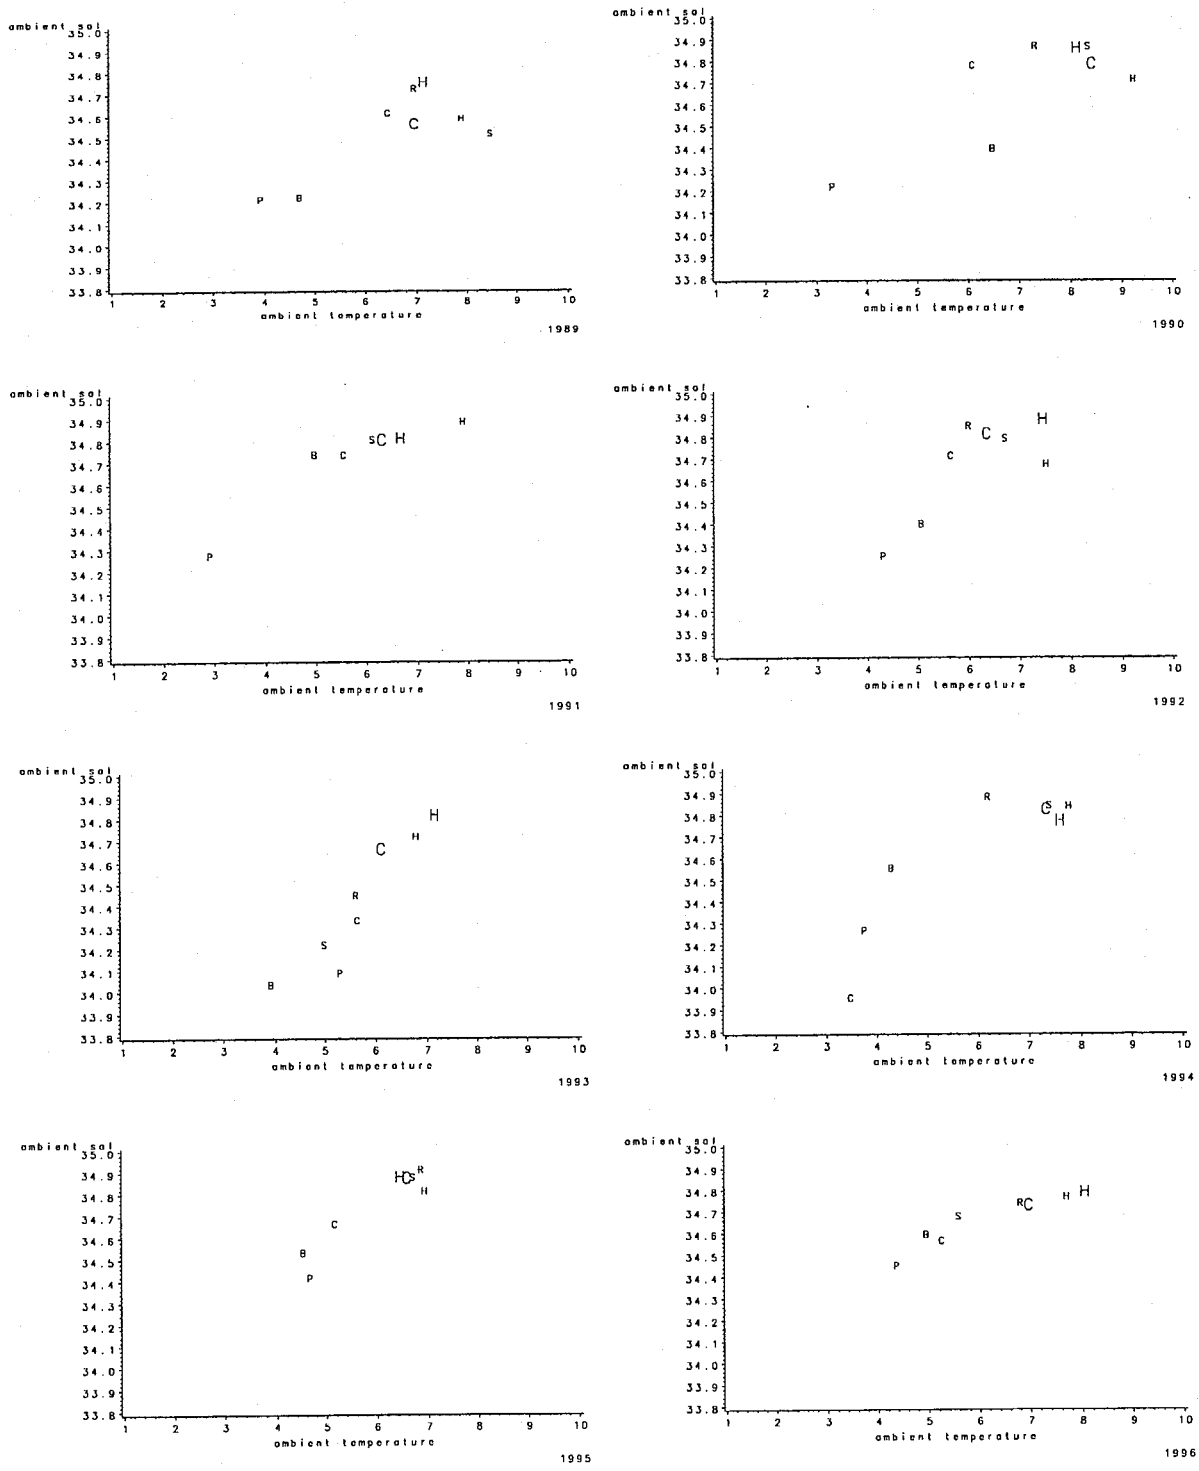 ambient sal
35.0
34.9
34.8
34.7
34.6
34.5
34.4
34.3
34.2
34.1
34.0
33.9
33.8
H
R
C
C
H
S
P
B
1 2 3 4 5 6 7 8 9 10
ambient temperature
1989
ambient sal
35.0
34.9
34.8
34.7
34.6
34.5
34.4
34.3
34.2
34.1
34.0
33.9
33.8
R H S
C C
H
B
P
1 2 3 4 5 6 7 8 9 10
ambient temperature
1990
ambient sal
35.0
34.9
34.8
34.7
34.6
34.5
34.4
34.3
34.2
34.1
34.0
33.9
33.8
H
S C H
B C
P
1 2 3 4 5 6 7 8 9 10
ambient temperature
1991
ambient sal
35.0
34.9
34.8
34.7
34.6
34.5
34.4
34.3
34.2
34.1
34.0
33.9
33.8
H
R C S
C H
B
P
1 2 3 4 5 6 7 8 9 10
ambient temperature
1992
ambient sal
35.0
34.9
34.8
34.7
34.6
34.5
34.4
34.3
34.2
34.1
34.0
33.9
33.8
H
H
C
R
C
S
P
B
1 2 3 4 5 6 7 8 9 10
ambient temperature
1993
ambient sal
35.0
34.9
34.8
34.7
34.6
34.5
34.4
34.3
34.2
34.1
34.0
33.9
33.8
R C S H
H
B
P
C
1 2 3 4 5 6 7 8 9 10
ambient temperature
1994
ambient sal
35.0
34.9
34.8
34.7
34.6
34.5
34.4
34.3
34.2
34.1
34.0
33.9
33.8
R
H C S
H
C
B
P
1 2 3 4 5 6 7 8 9 10
ambient temperature
1995
ambient sal
35.0
34.9
34.8
34.7
34.6
34.5
34.4
34.3
34.2
34.1
34.0
33.9
33.8
H H
R C
S
B C
P
1 2 3 4 5 6 7 8 9 10
ambient temperature
1996